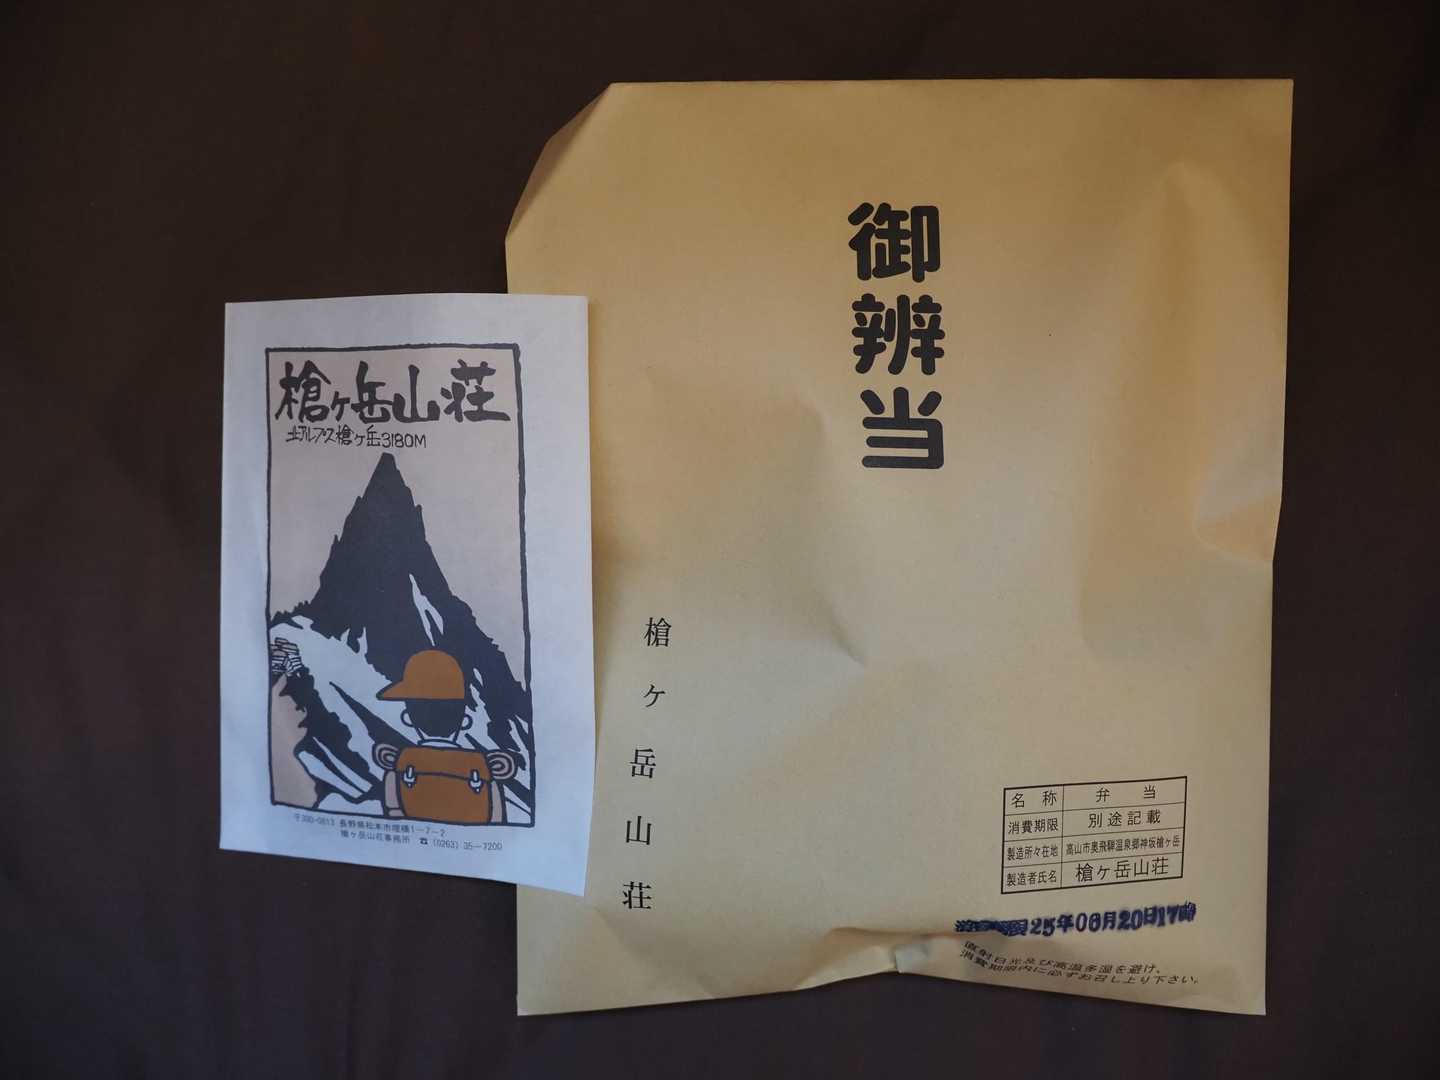 槍ヶ岳山荘
北アルプス槍ヶ岳3180M
〒390-0813 長野県松本市埋橋1-7-2
槍ヶ岳山荘事務所 ☎(0263)35-7200
御辨当
槍ヶ岳山荘
名称 弁当
消費期限 別途記載
製造所々在地 高山市奥飛騨温泉郷神坂槍ヶ岳
製造者氏名 槍ヶ岳山荘
25年06月20日17時
直射日光及び高温多湿を避け、
消費期限内に必ずお召し上り下さい。